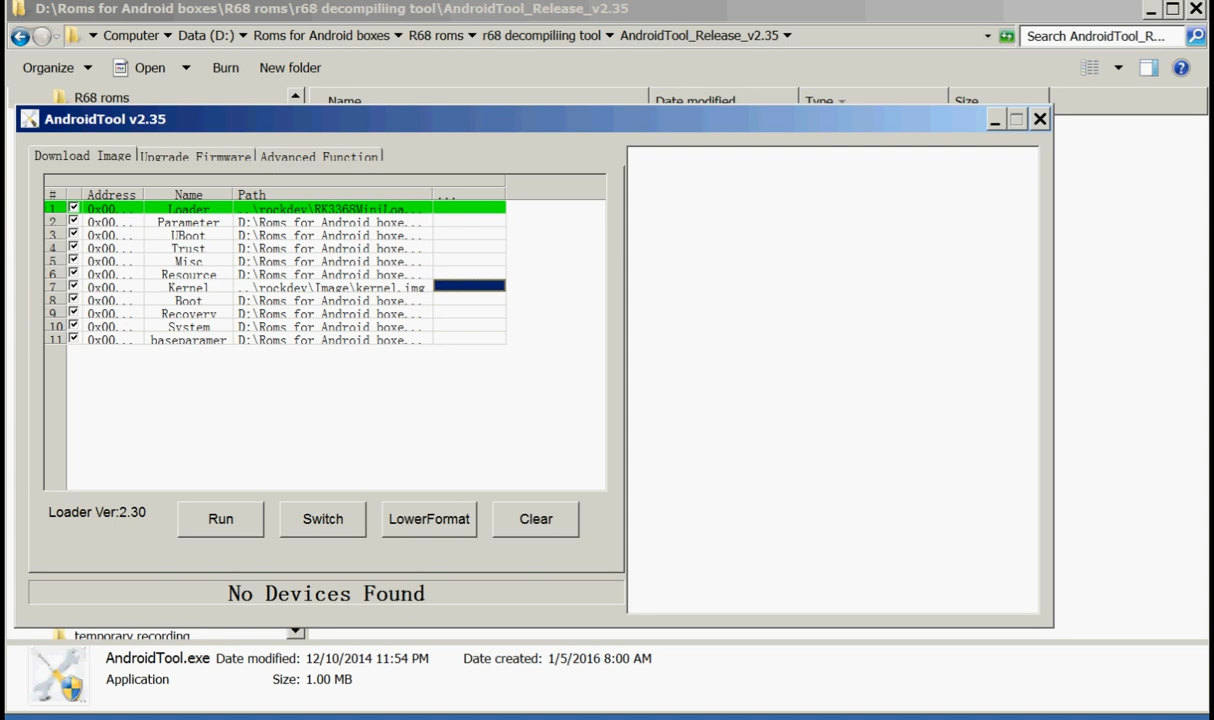 D:\Roms for Android boxes\R68 roms\r68 decompiliing tool\AndroidTool_Release_v2.35
Computer Data (D:) Roms for Android boxes R68 roms r68 decompiliing tool AndroidTool_Release_v2.35 Search AndroidTool_R...
Organize Open Burn New folder
R68 roms Name Date modified Type Size
AndroidTool v2.35
Download Image Upgrade Firmware Advanced Function
# Address Name Path ...
1 0x00... Loader ..\rockdev\RK3368MiniLoa...
2 0x00... Parameter D:\Roms for Android boxe...
3 0x00... UBoot D:\Roms for Android boxe...
4 0x00... Trust D:\Roms for Android boxe...
5 0x00... Misc D:\Roms for Android boxe...
6 0x00... Resource D:\Roms for Android boxe...
7 0x00... Kernel ..\rockdev\Image\kernel.img
8 0x00... Boot D:\Roms for Android boxe...
9 0x00... Recovery D:\Roms for Android boxe...
10 0x00... System D:\Roms for Android boxe...
11 0x00... baseparamer D:\Roms for Android boxe...
Loader Ver:2.30 Run Switch LowerFormat Clear
No Devices Found
temporary recording
AndroidTool.exe Date modified: 12/10/2014 11:54 PM Date created: 1/5/2016 8:00 AM
Application Size: 1.00 MB